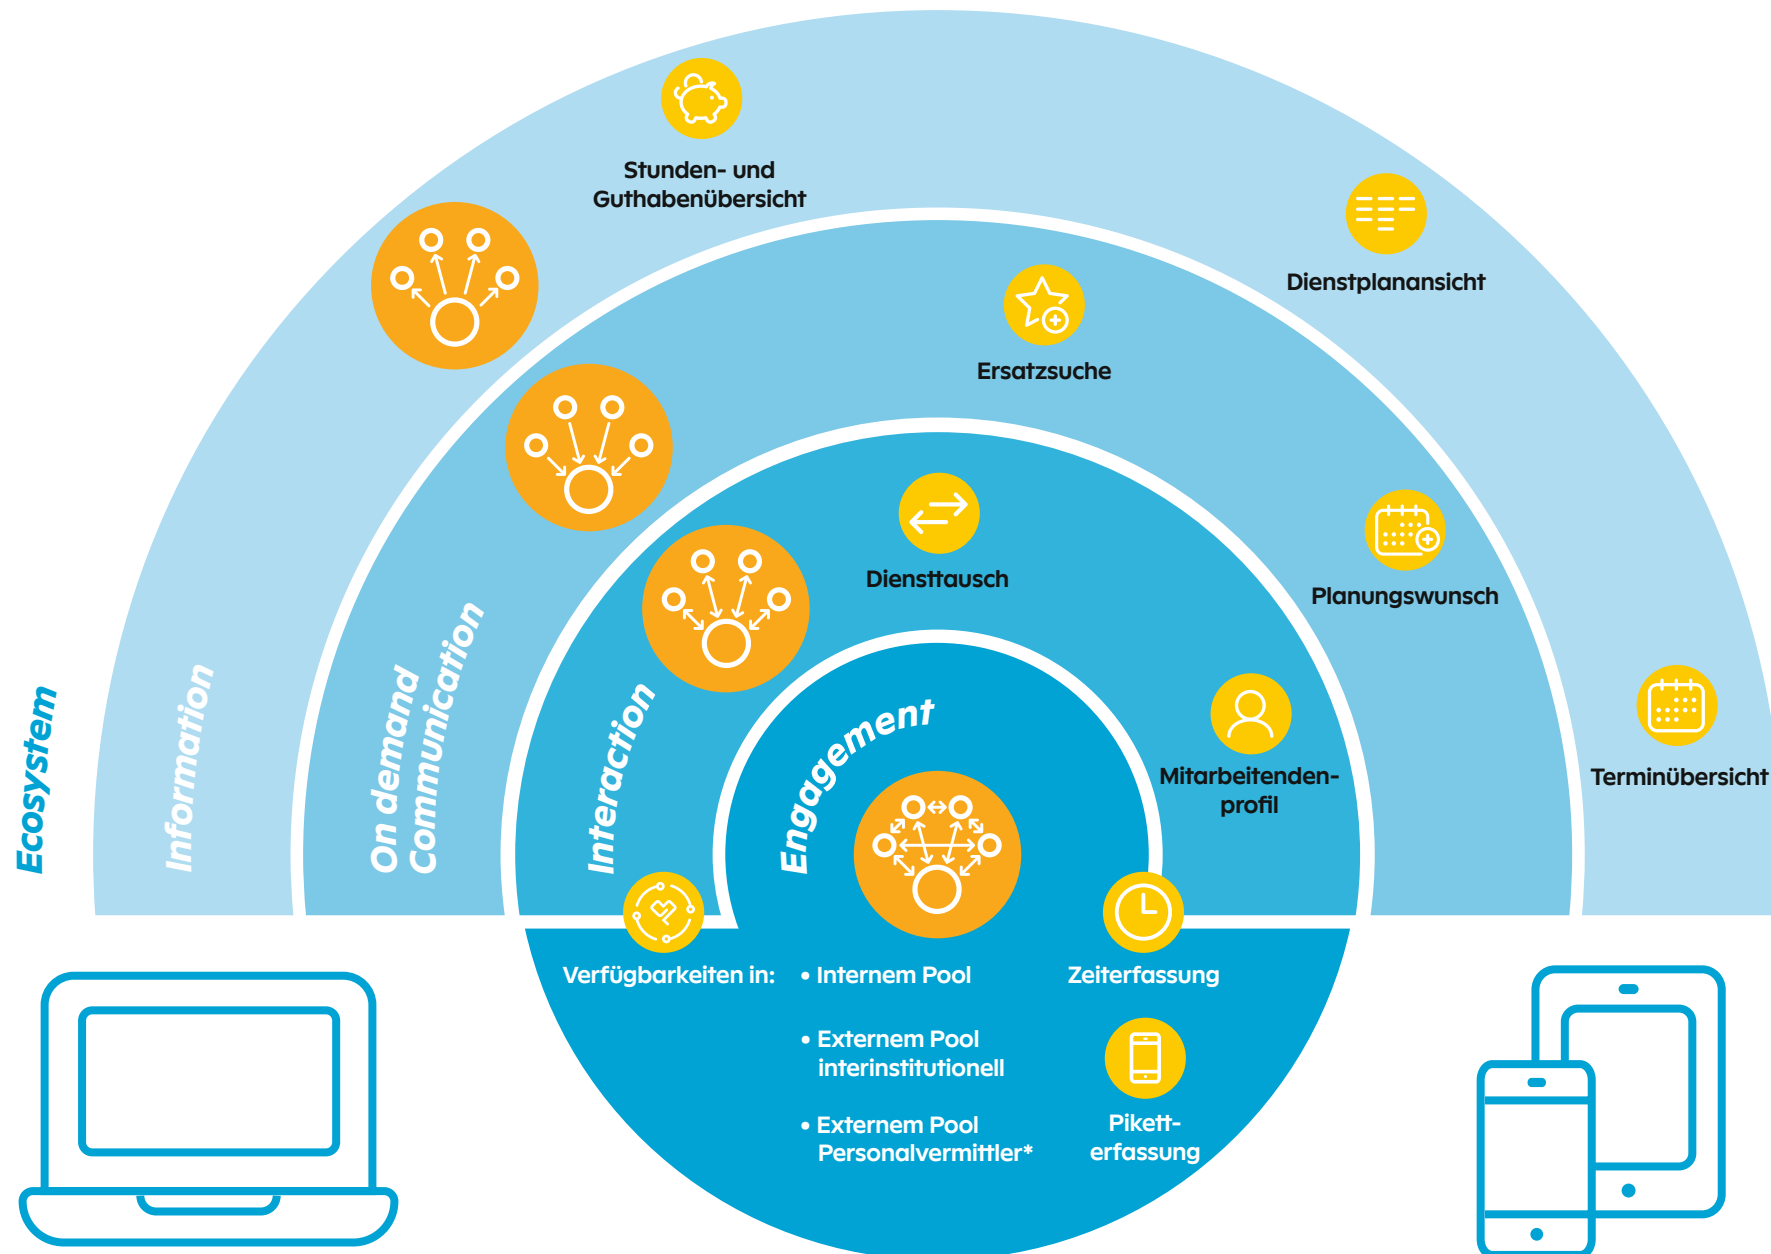 Stunden- und
Guthabenübersicht
Dienstplanansicht
Ersatzsuche
Diensttausch
Planungswunsch
Mitarbeitenden-
profil
Terminübersicht
Ecosystem
Information
On demand
Communication
Interaction
Engagement
Verfügbarkeiten in:
• Internem Pool
• Externem Pool
interinstitutionell
• Externem Pool
Personalvermittler*
Zeiterfassung
Pikett-
erfassung